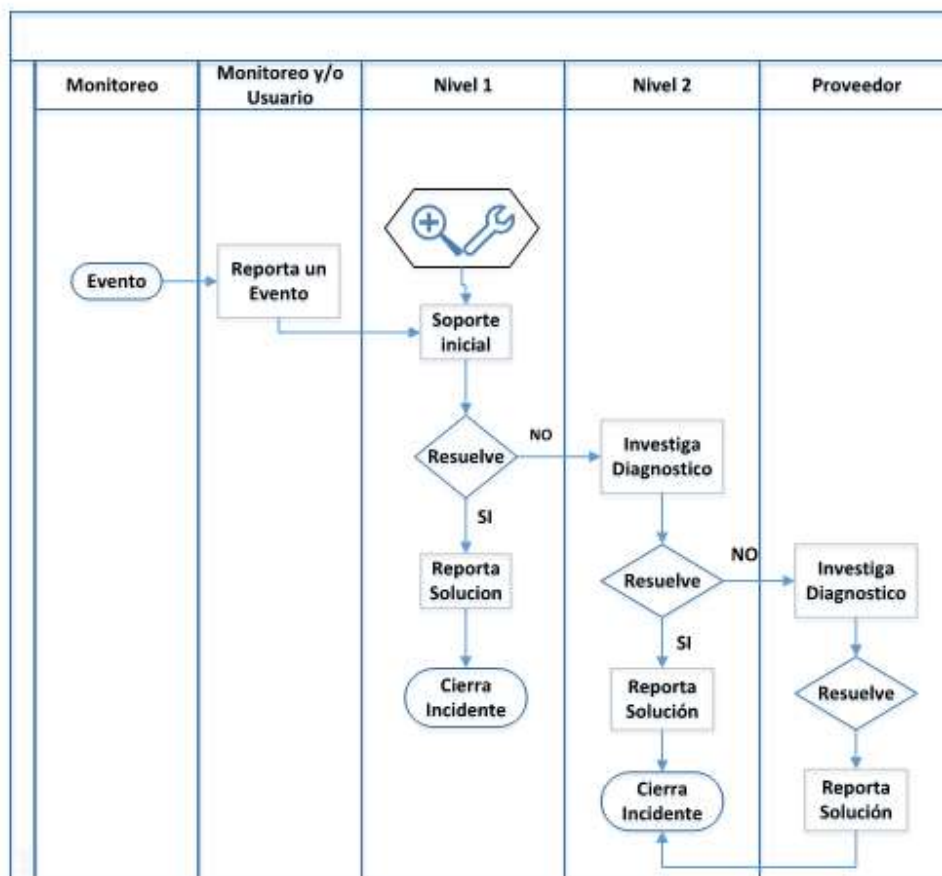 Monitoreo
Monitoreo y/o
Usuario
Nivel 1
Nivel 2
Proveedor
Evento
Reporta un
Evento
Soporte
inicial
Resuelve
NO
SI
Reporta
Solucion
Cierra
Incidente
Investiga
Diagnostico
Resuelve
NO
SI
Reporta
Solución
Cierra
Incidente
Investiga
Diagnostico
Resuelve
Reporta
Solución